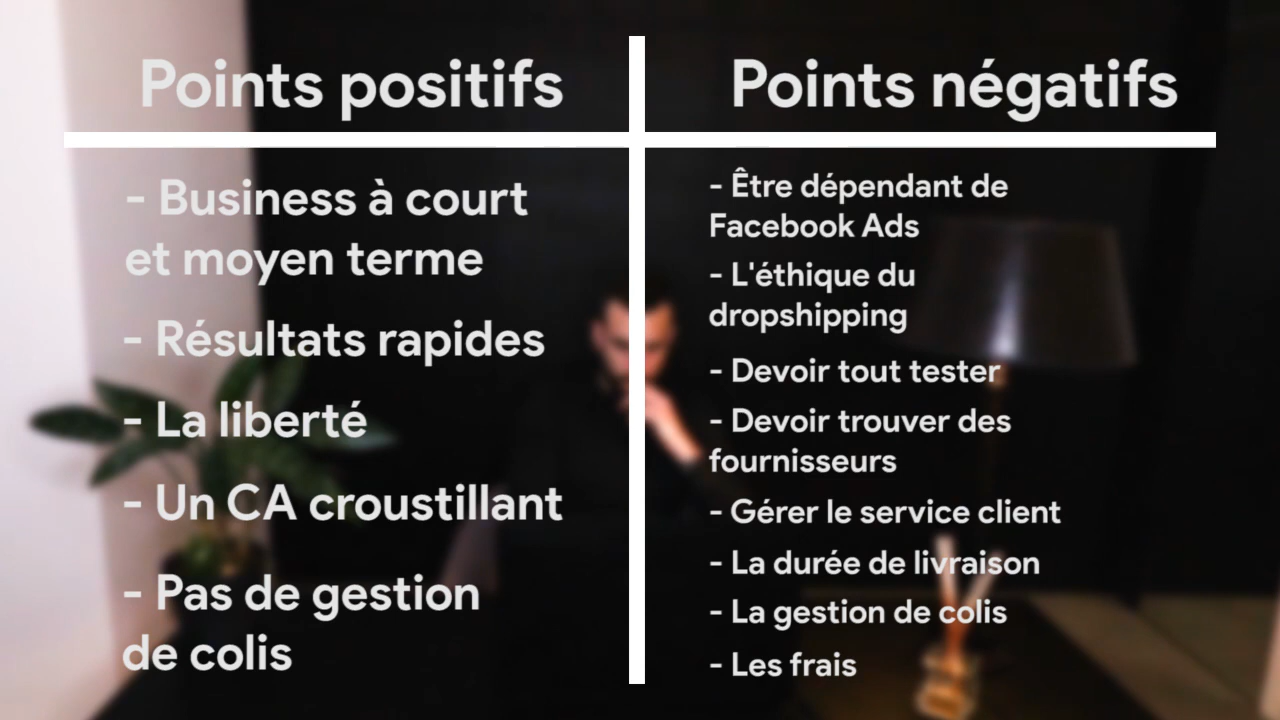 Points positifs
- Business à court
et moyen terme
- Résultats rapides
- La liberté
- Un CA croustillant
- Pas de gestion
de colis
Points négatifs
- Être dépendant de
Facebook Ads
- L'éthique du
dropshipping
- Devoir tout tester
- Devoir trouver des
fournisseurs
- Gérer le service client
- La durée de livraison
- La gestion de colis
- Les frais